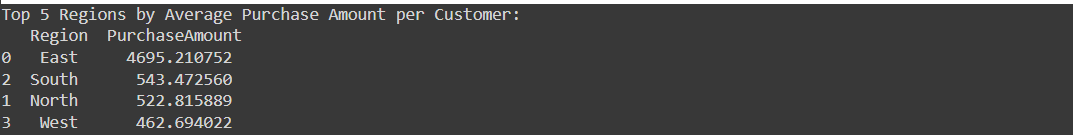 Top 5 Regions by Average Purchase Amount per Customer:
   Region  PurchaseAmount
0    East     4695.210752
2   South      543.472560
1   North      522.815889
3    West      462.694022